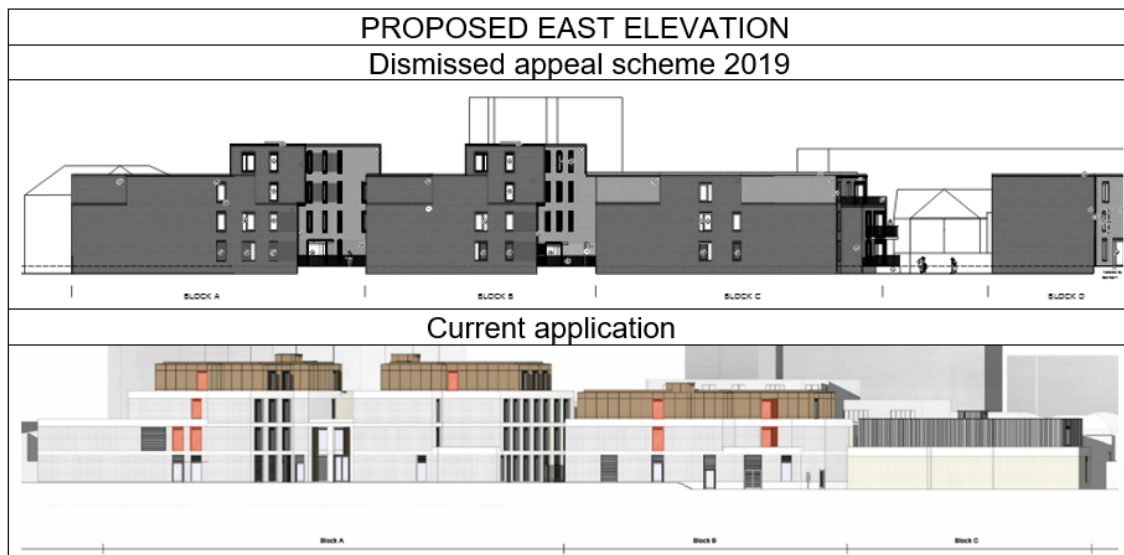 PROPOSED EAST ELEVATION
Dismissed appeal scheme 2019
BLOCK A
BLOCK B
BLOCK C
BLOCK D
Current application
Block A
Block B
Block C